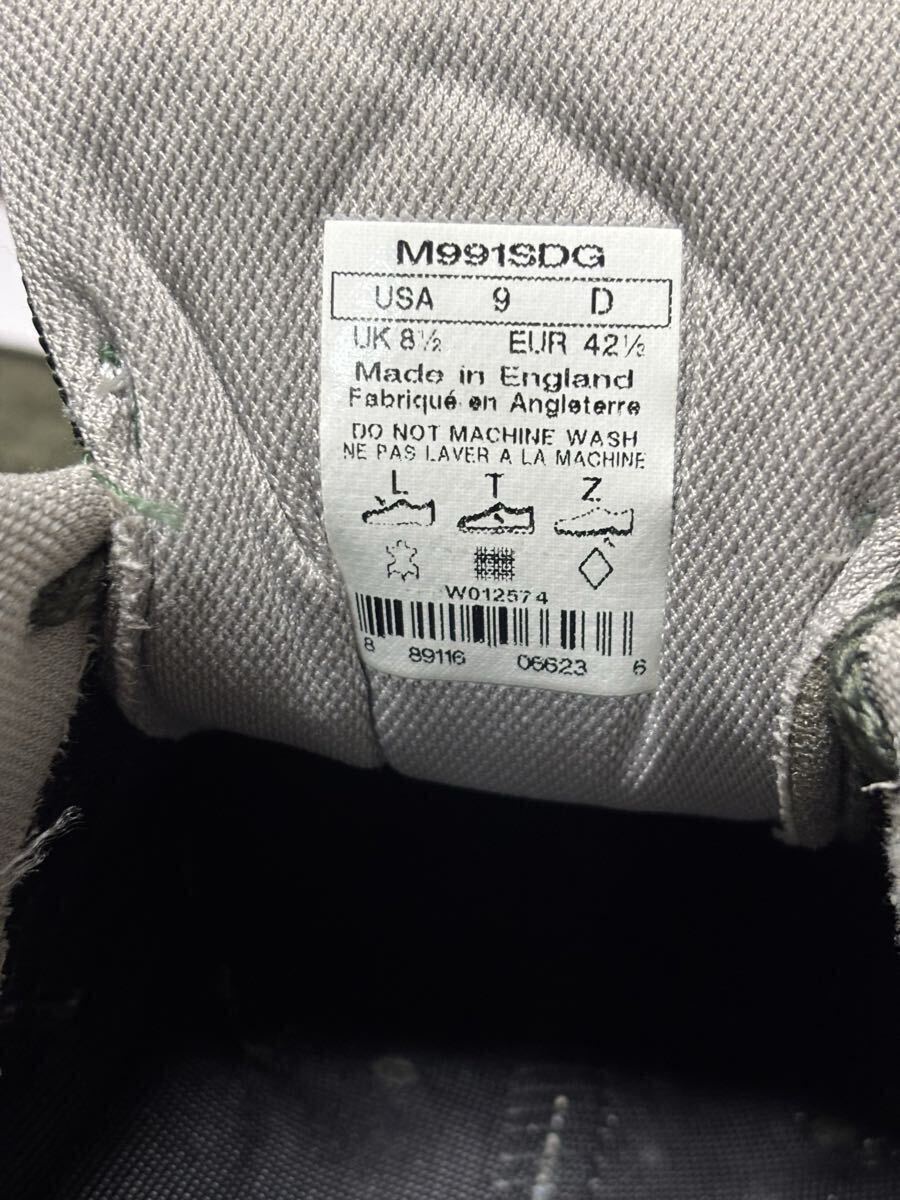 M991SDG
USA 9 D
UK 8½ EUR 42½
Made in England
Fabriqué en Angleterre
DO NOT MACHINE WASH
NE PAS LAVER A LA MACHINE
L T Z
W012574
8 89116 06623 6